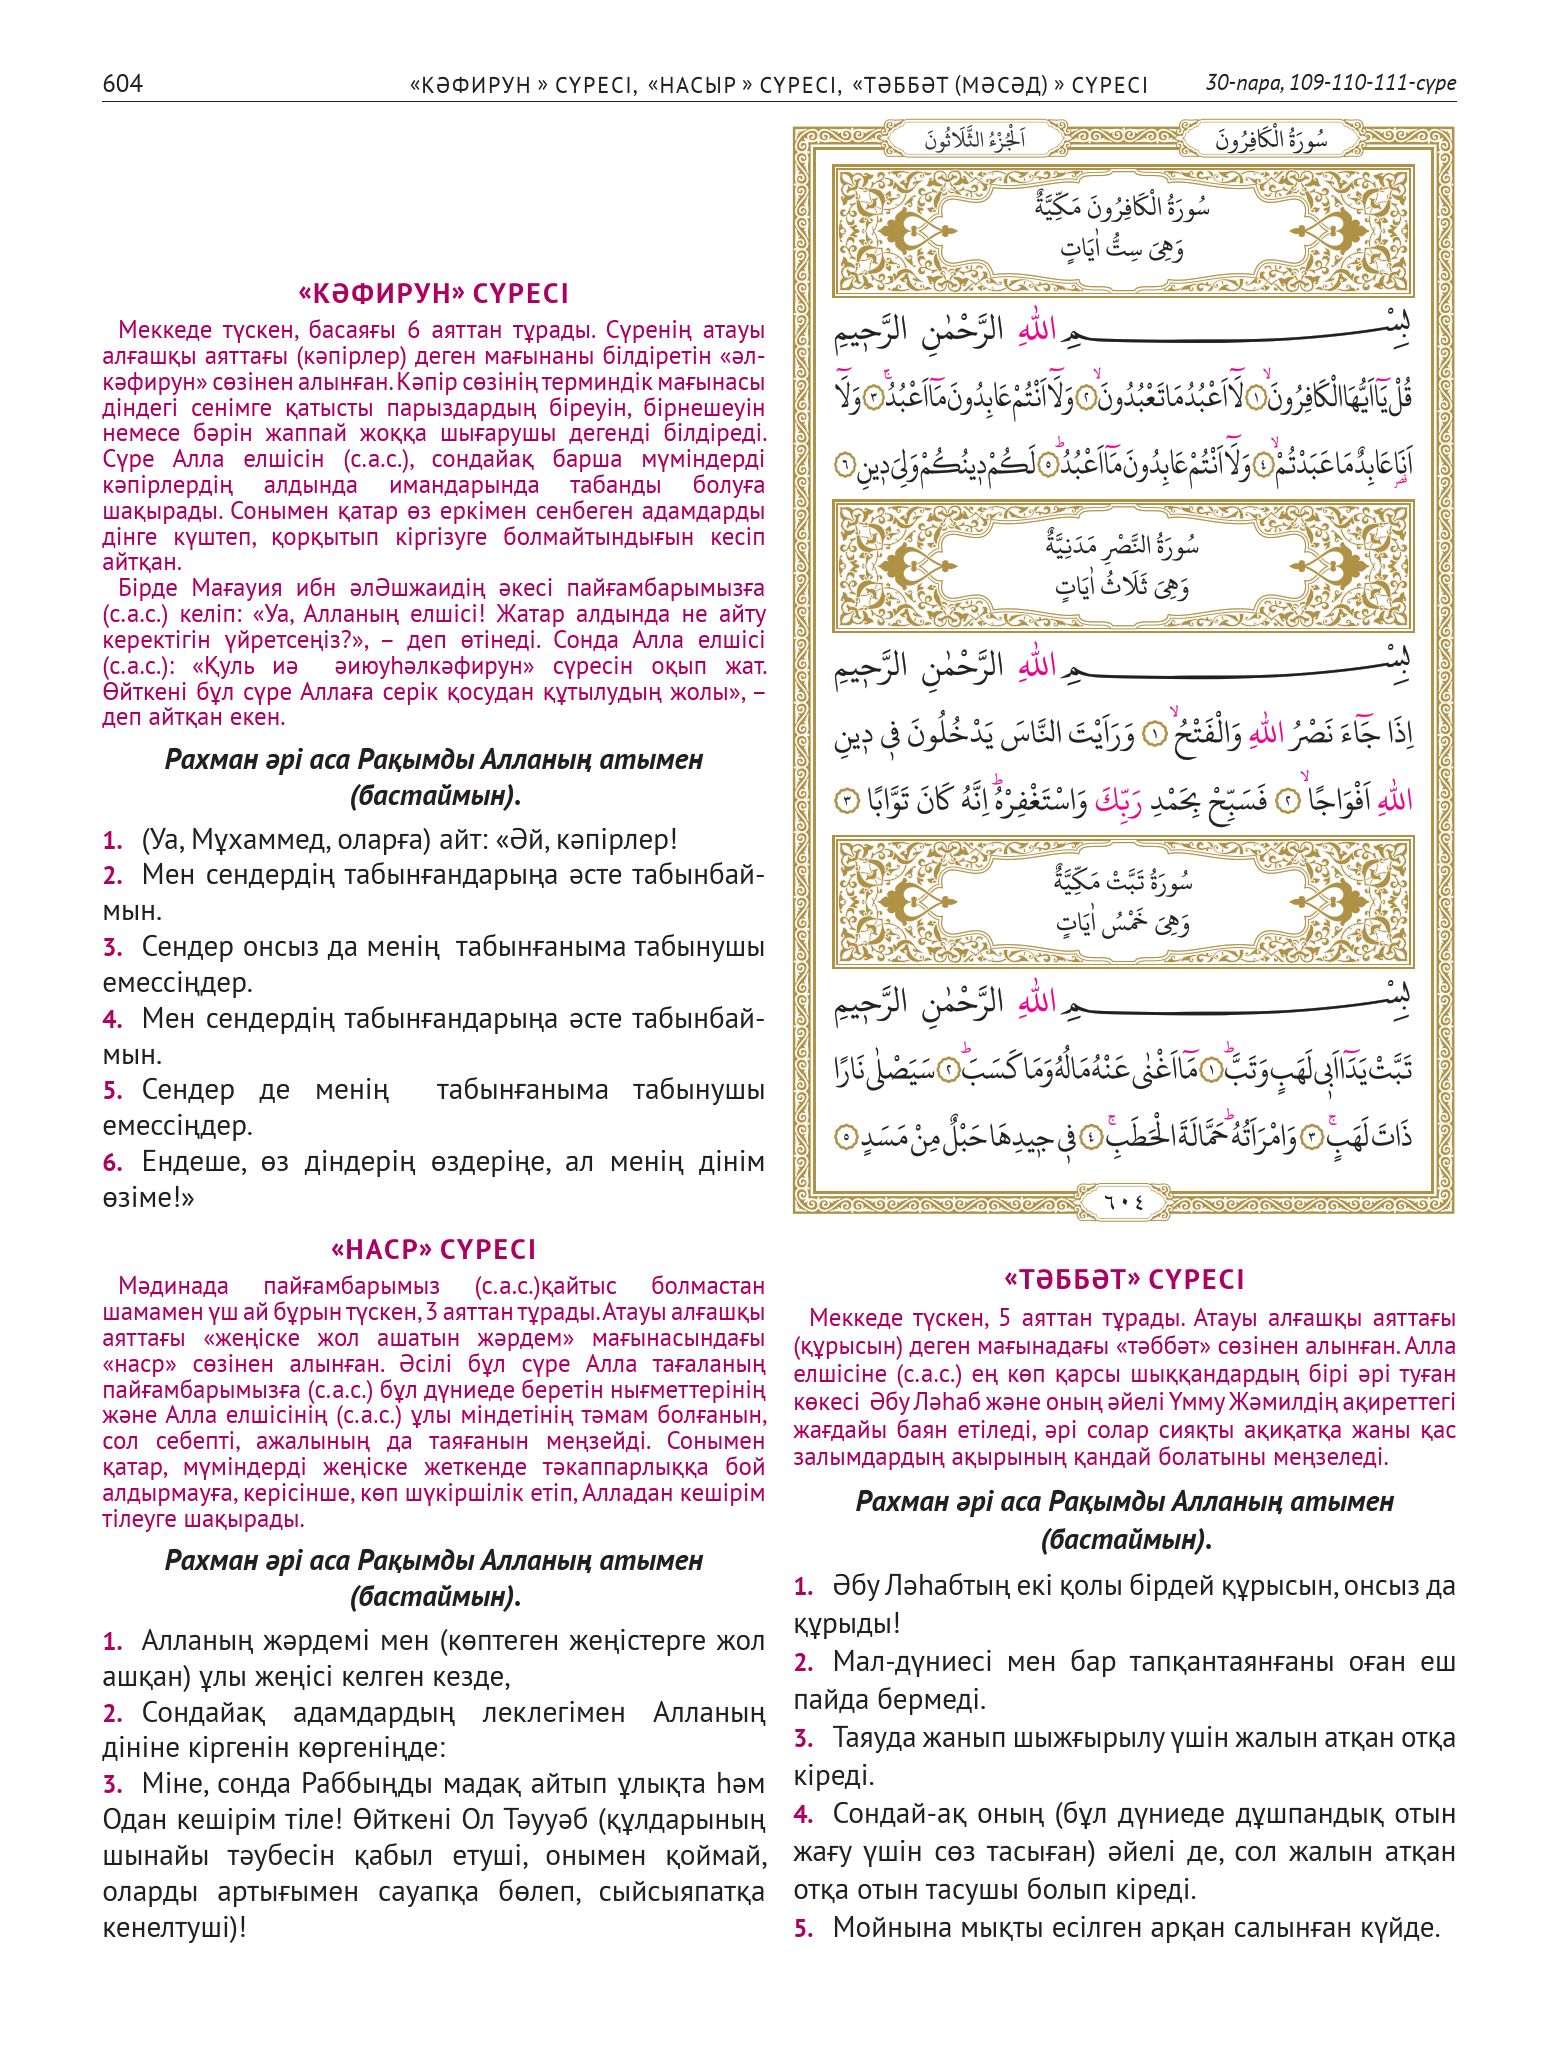 604
«КӘФИРУН » СҮРЕСІ, «НАСЫР » СҮРЕСІ, «ТӘББӘТ (МӘСӘД) » СҮРЕСІ
30-пара, 109-110-111-сүре
«КӘФИРУН» СҮРЕСІ
Меккеде түскен, басаяғы 6 аяттан тұрады. Сүренің атауы
алғашқы аяттағы (кәпірлер) деген мағынаны білдіретін «әл-
кәфирун» сөзінен алынған. Кәпір сөзінің терминдік мағынасы
діндегі сенімге қатысты парыздардың біреуін, бірнешеуін
немесе бәрін жаппай жоққа шығарушы дегенді білдіреді.
Сүре Алла елшісін (с.а.с.), сондайақ барша мүміндерді
кәпірлердің алдында имандарында табанды болуға
шақырады. Сонымен қатар өз еркімен сенбеген адамдарды
дінге күштеп, қорқытып кіргізуге болмайтындығын кесіп
айтқан.
Бірде Мағауия ибн әлӘшжаидің әкесі пайғамбарымызға
(с.а.с.) келіп: «Уа, Алланың елшісі! Жатар алдында не айту
керектігін үйретсеңіз?», – деп өтінеді. Сонда Алла елшісі
(с.а.с.): «Қуль иә әиюуһәлкәфирун» сүресін оқып жат.
Өйткені бұл сүре Аллаға серік қосудан құтылудың жолы», –
деп айтқан екен.
Рахман әрі аса Рақымды Алланың атымен
(бастаймын).
1. (Уа, Мұхаммед, оларға) айт: «Әй, кәпірлер!
2. Мен сендердің табынғандарыңа әсте табынбай-
мын.
3. Сендер онсыз да менің табынғаныма табынушы
емессіңдер.
4. Мен сендердің табынғандарыңа әсте табынбай-
мын.
5. Сендер де менің табынғаныма табынушы
емессіңдер.
6. Ендеше, өз діндерің өздеріңе, ал менің дінім
өзіме!»
«НАСР» СҮРЕСІ
Мәдинада пайғамбарымыз (с.а.с.)қайтыс болмастан
шамамен үш ай бұрын түскен, 3 аяттан тұрады. Атауы алғашқы
аяттағы «жеңіске жол ашатын жәрдем» мағынасындағы
«наср» сөзінен алынған. Әсілі бұл сүре Алла тағаланың
пайғамбарымызға (с.а.с.) бұл дүниеде беретін нығметтерінің
және Алла елшісінің (с.а.с.) ұлы міндетінің тәмам болғанын,
сол себепті, ажалының да таяғанын меңзейді. Сонымен
қатар, мүміндерді жеңіске жеткенде тәкаппарлыққа бой
алдырмауға, керісінше, көп шүкіршілік етіп, Алладан кешірім
тілеуге шақырады.
Рахман әрі аса Рақымды Алланың атымен
(бастаймын).
1. Алланың жәрдемі мен (көптеген жеңістерге жол
ашқан) ұлы жеңісі келген кезде,
2. Сондайақ адамдардың леклегімен Алланың
дініне кіргенін көргеніңде:
3. Міне, сонда Раббыңды мадақ айтып ұлықта һәм
Одан кешірім тіле! Өйткені Ол Тәууәб (құлдарының
шынайы тәубесін қабыл етуші, онымен қоймай,
оларды артығымен сауапқа бөлеп, сыйсыяпатқа
кенелтуші)!
سُورَةُ الْكَافِرُونَ
اَلْجُزْءُ الثَّلَاثُونَ
سُورَةُ الْكَافِرُونَ مَكِّيَّةٌ
وَهِىَ سِتُّ اٰيَاتٍ
بِسْمِ اللّٰهِ الرَّحْمٰنِ الرَّحٖيمِ
قُلْ يَٓا اَيُّهَا الْكَافِرُونَۙ ﴿١﴾ لَٓا اَعْبُدُ مَا تَعْبُدُونَۙ ﴿٢﴾ وَلَٓا اَنْتُمْ عَابِدُونَ مَٓا اَعْبُدُۚ ﴿٣﴾ وَلَٓا
اَنَا۬ عَابِدٌ مَا عَبَدْتُمْۙ ﴿٤﴾ وَلَٓا اَنْتُمْ عَابِدُونَ مَٓا اَعْبُدُؕ ﴿٥﴾ لَكُمْ دٖينُكُمْ وَلِىَ دٖينِ ﴿٦﴾
سُورَةُ النَّصْرِ مَدَنِيَّةٌ
وَهِىَ ثَلَاثُ اٰيَاتٍ
بِسْمِ اللّٰهِ الرَّحْمٰنِ الرَّحٖيمِ
اِذَا جَٓاءَ نَصْرُ اللّٰهِ وَالْفَتْحُۙ ﴿١﴾ وَرَاَيْتَ النَّاسَ يَدْخُلُونَ فٖى دٖينِ
اللّٰهِ اَفْوَاجًاۙ ﴿٢﴾ فَسَبِّحْ بِحَمْدِ رَبِّكَ وَاسْتَغْفِرْهُؕ اِنَّهُ كَانَ تَوَّابًا ﴿٣﴾
سُورَةُ تَبَّتْ مَكِّيَّةٌ
وَهِىَ خَمْسُ اٰيَاتٍ
بِسْمِ اللّٰهِ الرَّحْمٰنِ الرَّحٖيمِ
تَبَّتْ يَدَٓا اَبٖى لَهَبٍ وَتَبَّؕ ﴿١﴾ مَٓا اَغْنٰى عَنْهُ مَالُهُ وَمَا كَسَبَؕ ﴿٢﴾ سَيَصْلٰى نَارًا
ذَاتَ لَهَبٍۚ ﴿٣﴾ وَامْرَاَتُهُؕ حَمَّالَةَ الْحَطَبِۚ ﴿٤﴾ فٖى جٖيدِهَا حَبْلٌ مِنْ مَسَدٍ ﴿٥﴾
٦٠٤
«ТӘББӘТ» СҮРЕСІ
Меккеде түскен, 5 аяттан тұрады. Атауы алғашқы аяттағы
(құрысын) деген мағынадағы «тәббәт» сөзінен алынған. Алла
елшісіне (с.а.с.) ең көп қарсы шыққандардың бірі әрі туған
көкесі Әбу Ләһаб және оның әйелі Үмму Жәмилдің ақиреттегі
жағдайы баян етіледі, әрі солар сияқты ақиқатқа жаны қас
залымдардың ақырының қандай болатыны меңзеледі.
Рахман әрі аса Рақымды Алланың атымен
(бастаймын).
1. Әбу Ләһабтың екі қолы бірдей құрысын, онсыз да
құрыды!
2. Мал-дүниесі мен бар тапқантаянғаны оған еш
пайда бермеді.
3. Таяуда жанып шыжғырылу үшін жалын атқан отқа
кіреді.
4. Сондай-ақ оның (бұл дүниеде дұшпандық отын
жағу үшін сөз тасыған) әйелі де, сол жалын атқан
отқа отын тасушы болып кіреді.
5. Мойнына мықты есілген арқан салынған күйде.